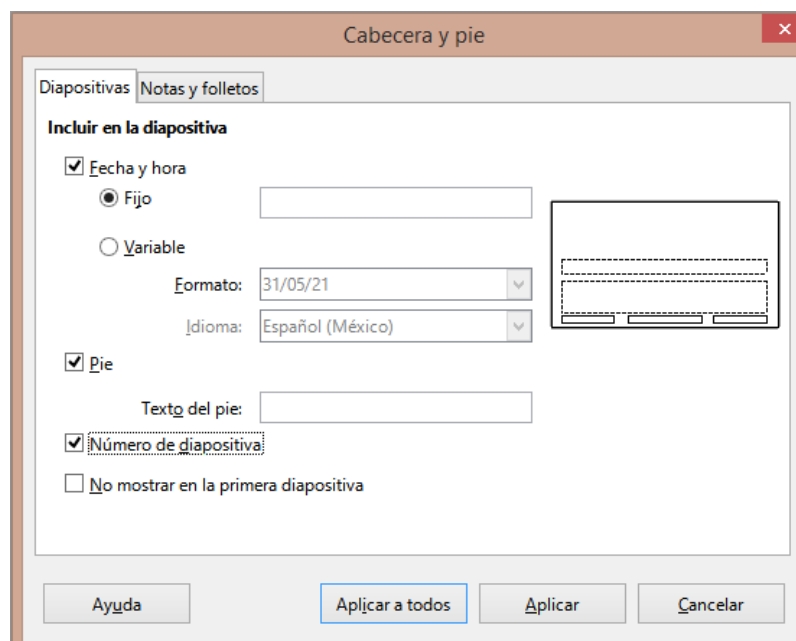 Cabecera y pie
Diapositivas Notas y folletos
Incluir en la diapositiva
Fecha y hora
Fijo
Variable
Formato: 31/05/21
Idioma: Español (México)
Pie
Texto del pie:
Número de diapositiva
No mostrar en la primera diapositiva
Ayuda Aplicar a todos Aplicar Cancelar